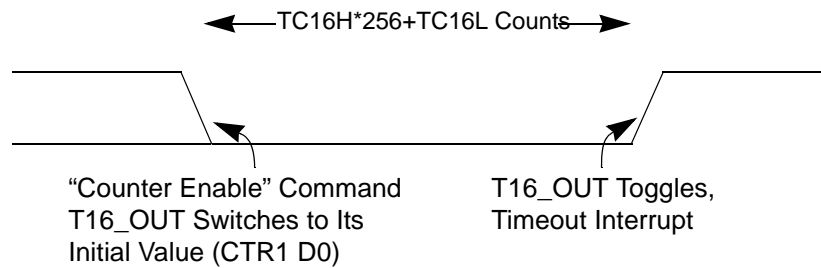 TC16H*256+TC16L Counts
“Counter Enable” Command
T16_OUT Switches to Its
Initial Value (CTR1 D0)
T16_OUT Toggles,
Timeout Interrupt